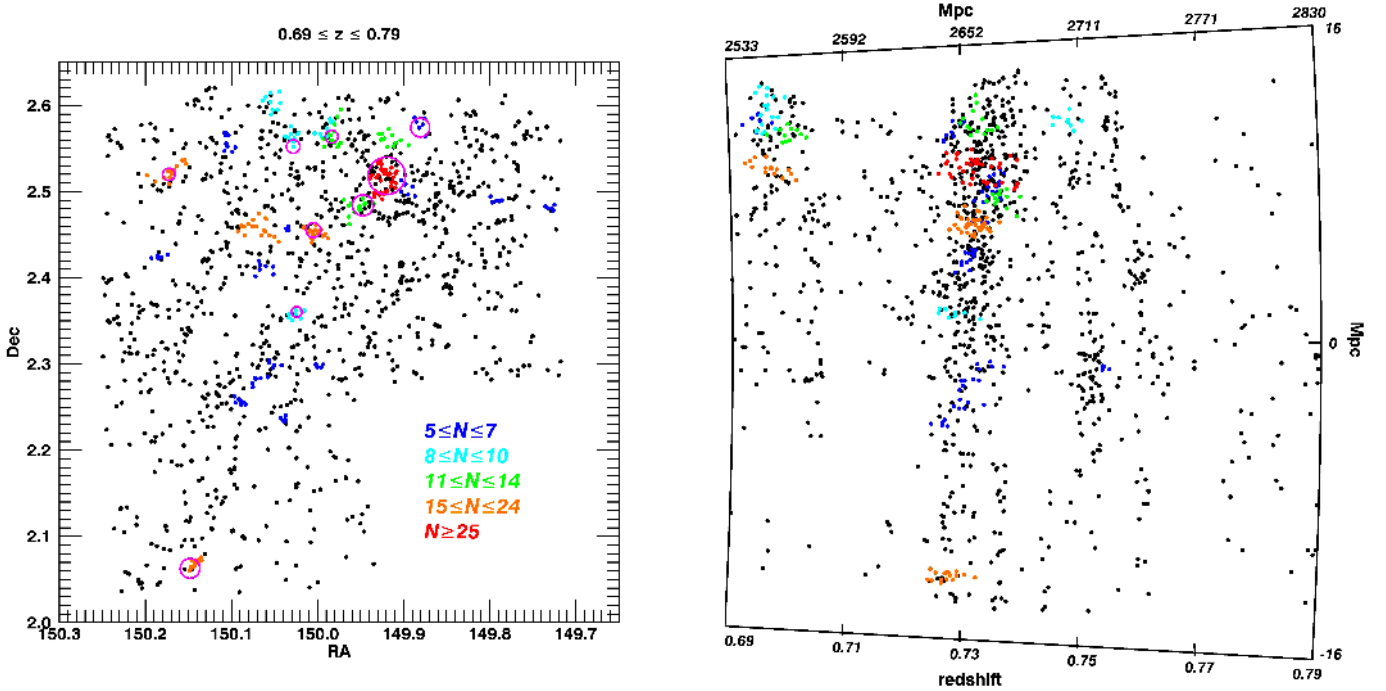 0.69 ≤ z ≤ 0.79
2.6
2.5
2.4
2.3
2.2
2.1
2.0
Dec
5≤N≤7
8≤N≤10
11≤N≤14
15≤N≤24
N≥25
150.3 150.2 150.1 150.0 149.9 149.8 149.7
RA
Mpc
2533 2592 2652 2711 2771 2830
16
0
-16
Mpc
0.69 0.71 0.73 0.75 0.77 0.79
redshift